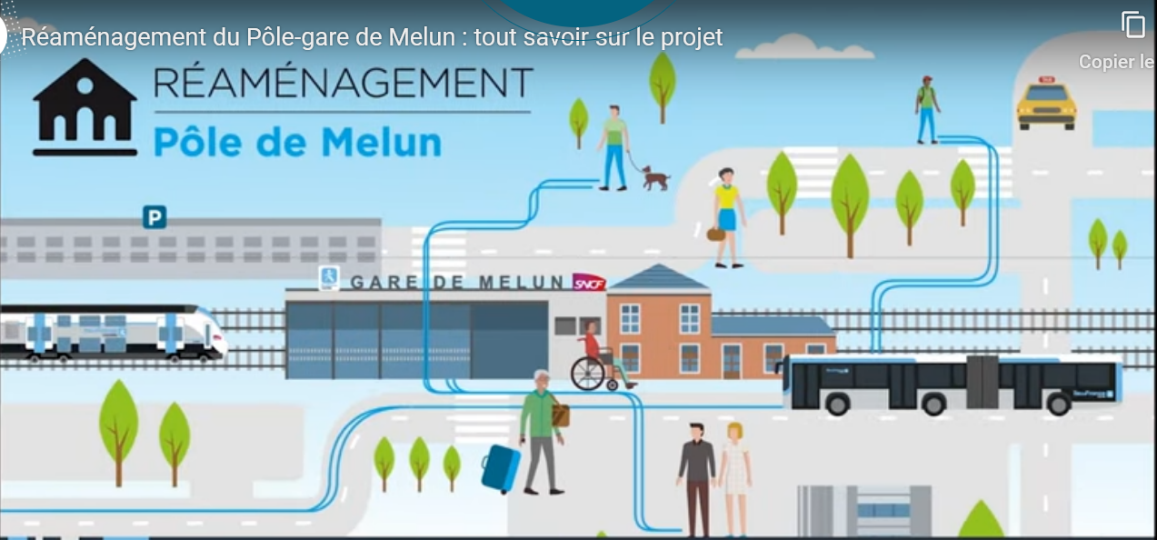 Réaménagement du Pôle-gare de Melun : tout savoir sur le projet
Copier le
RÉAMÉNAGEMENT
Pôle de Melun
TAXI
P
GARE DE MELUN SNCF